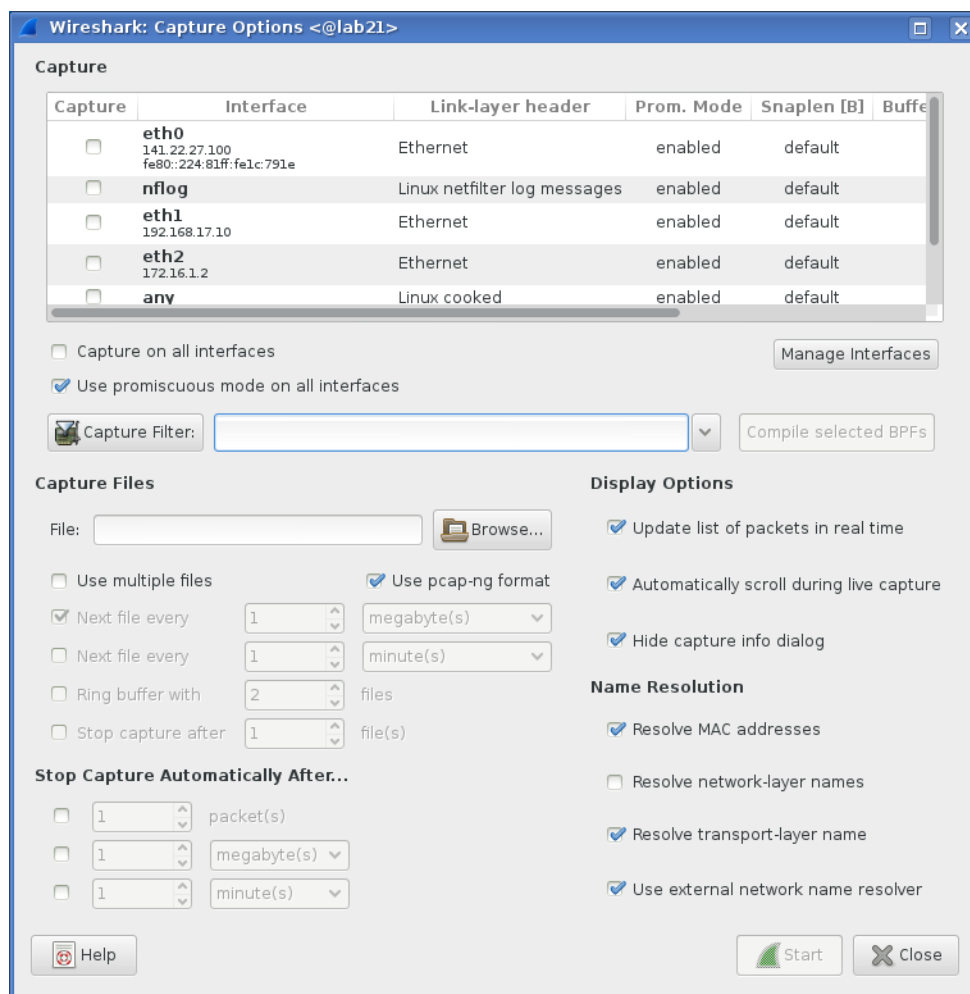 Wireshark: Capture Options <@lab21>
Capture
Capture Interface Link-layer header Prom. Mode Snaplen [B] Buffe
eth0
141.22.27.100
fe80::224:81ff:fe1c:791e
Ethernet enabled default
nflog Linux netfilter log messages enabled default
eth1
192.168.17.10
Ethernet enabled default
eth2
172.16.1.2
Ethernet enabled default
any Linux cooked enabled default
Capture on all interfaces
Manage Interfaces
Use promiscuous mode on all interfaces
Capture Filter: Compile selected BPFs
Capture Files
File: Browse...
Use multiple files Use pcap-ng format
Next file every 1 megabyte(s)
Next file every 1 minute(s)
Ring buffer with 2 files
Stop capture after 1 file(s)
Stop Capture Automatically After...
1 packet(s)
1 megabyte(s)
1 minute(s)
Display Options
Update list of packets in real time
Automatically scroll during live capture
Hide capture info dialog
Name Resolution
Resolve MAC addresses
Resolve network-layer names
Resolve transport-layer name
Use external network name resolver
Help Start Close